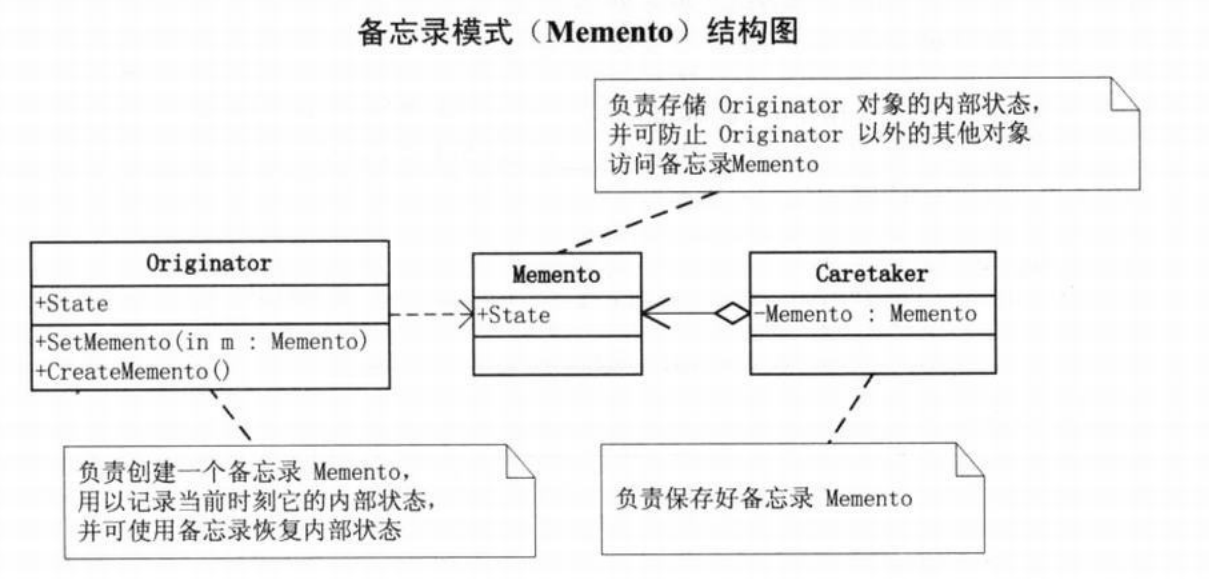 备忘录模式（Memento）结构图
负责存储 Originator 对象的内部状态，
并可防止 Originator 以外的其他对象
访问备忘录Memento
Originator
+State
+SetMemento(in m : Memento)
+CreateMemento()
Memento
+State
Caretaker
-Memento : Memento
负责创建一个备忘录 Memento，
用以记录当前时刻它的内部状态，
并可使用备忘录恢复内部状态
负责保存好备忘录 Memento